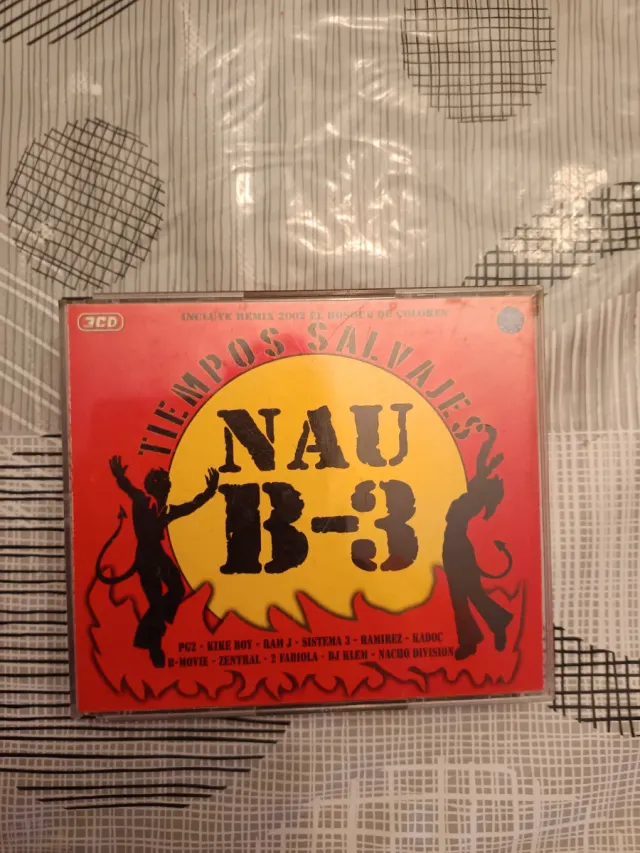 3CD
INCLUYE REMIX 2002 EL BOSQUE DE COLORES
TIEMPOS SALVAJES
NAU
B-3
PG2 - KIKE BOY - RAM J - SISTEMA 3 - RAMIREZ - KADOÇ
B-MOVIE - ZENTRAL - 2 FABIOLA - DJ KLEM - NACHO DIVISION